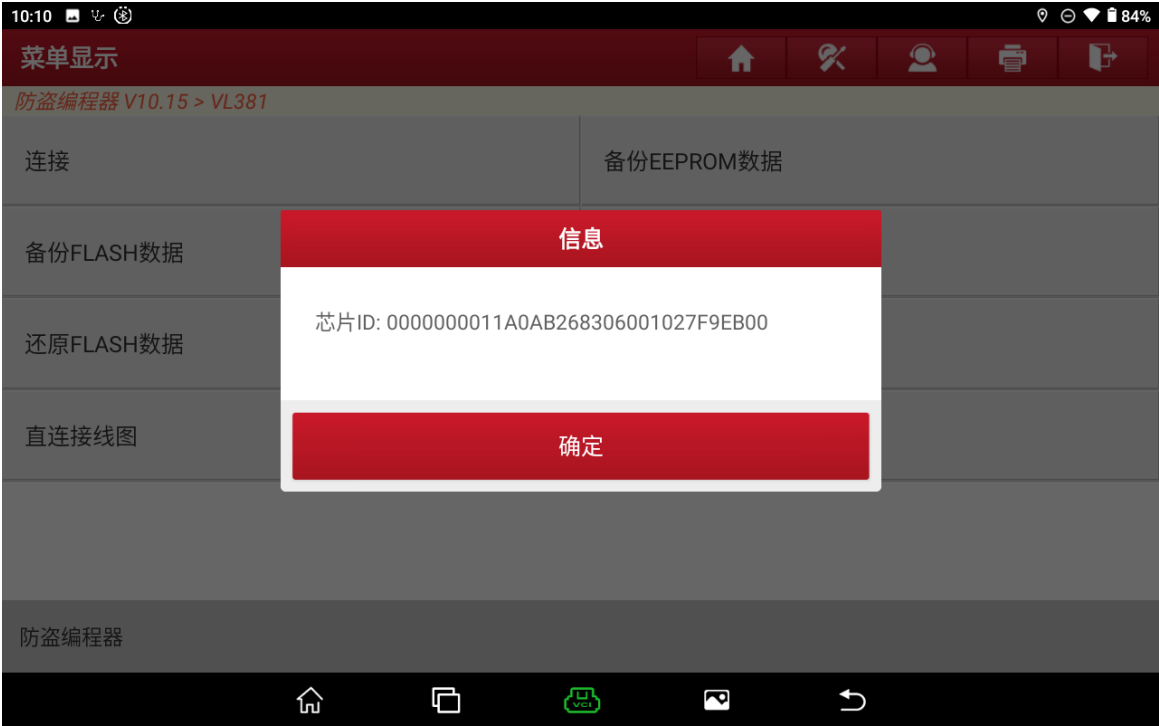 10:10
84%
菜单显示
防盗编程器 V10.15 > VL381
连接
备份EEPROM数据
备份FLASH数据
信息
芯片ID: 0000000011A0AB268306001027F9EB00
还原FLASH数据
直连接线图
确定
防盗编程器
VCI